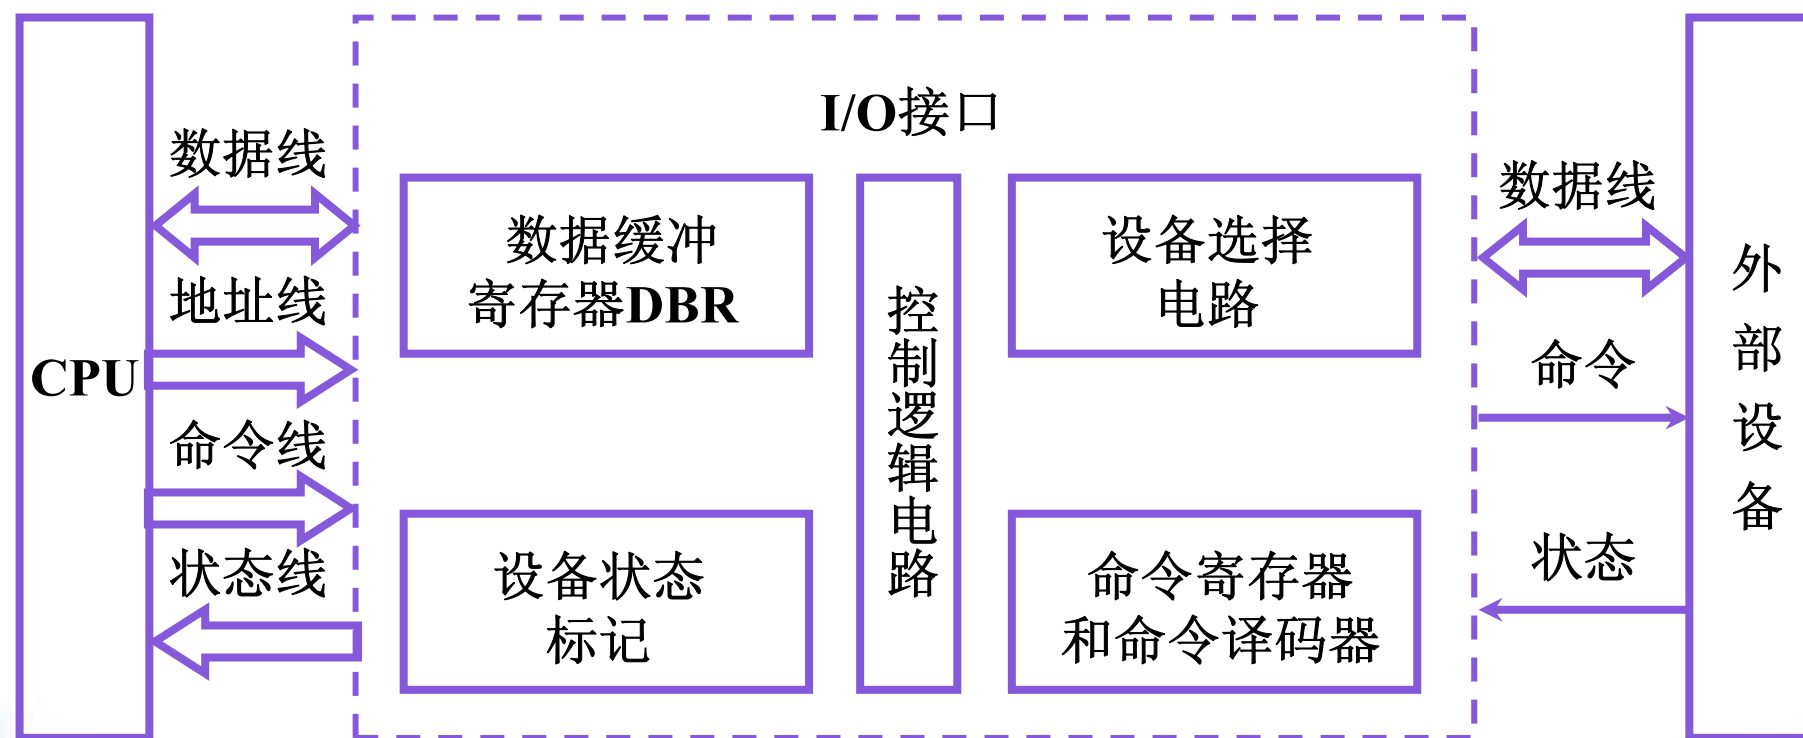 I/O接口
数据线
地址线
CPU
命令线
状态线
数据缓冲
寄存器DBR
设备状态
标记
控制逻辑电路
设备选择
电路
命令寄存器
和命令译码器
数据线
命令
状态
外部设备